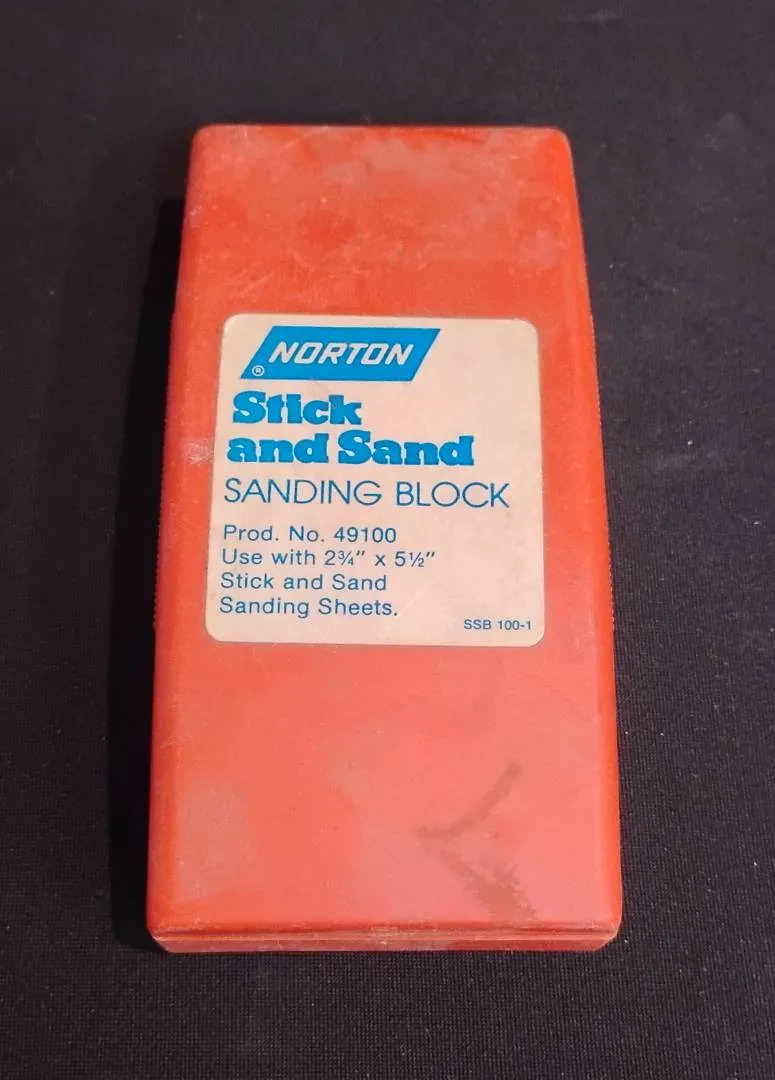 NORTON
®
Stick
and Sand
SANDING BLOCK
Prod. No. 49100
Use with 2¾" x 5½"
Stick and Sand
Sanding Sheets.
SSB 100-1